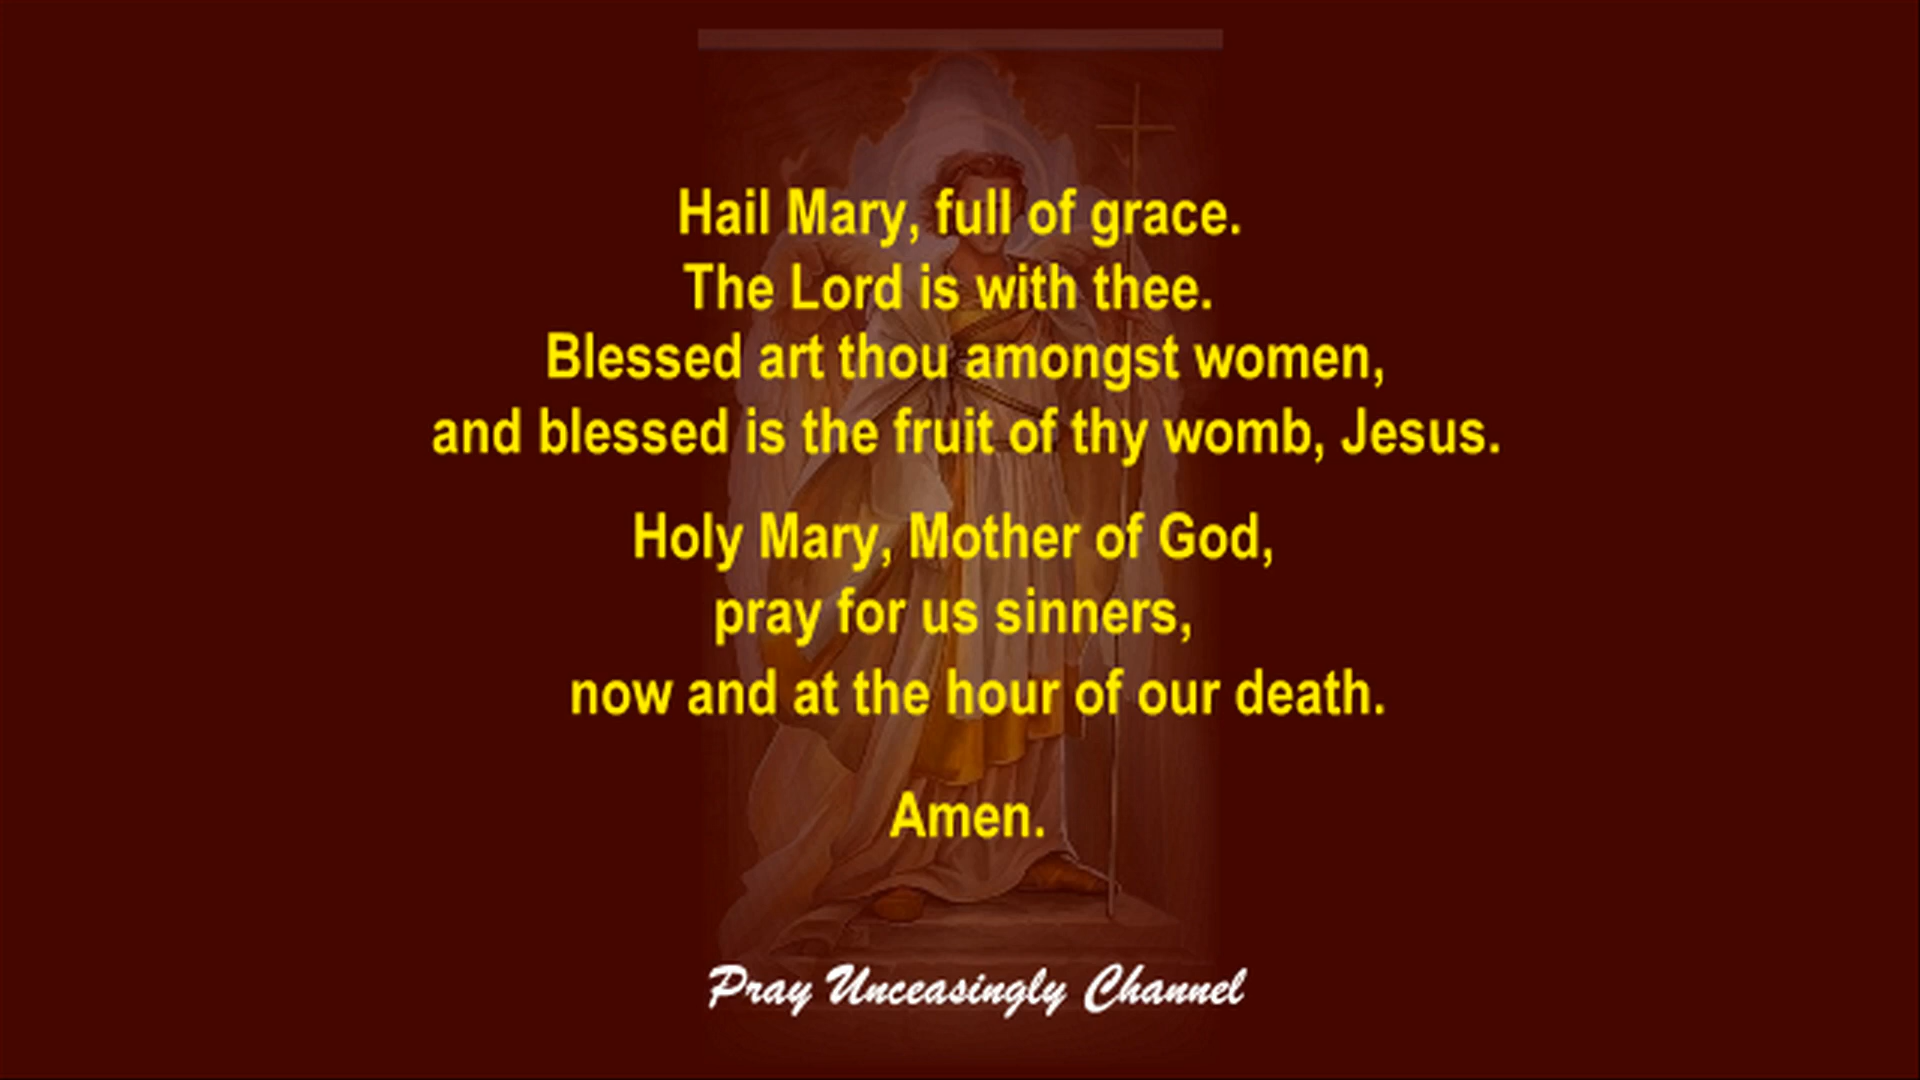 Hail Mary, full of grace.
The Lord is with thee.
Blessed art thou amongst women,
and blessed is the fruit of thy womb, Jesus.
Holy Mary, Mother of God,
pray for us sinners,
now and at the hour of our death.
Amen.
Pray Unceasingly Channel